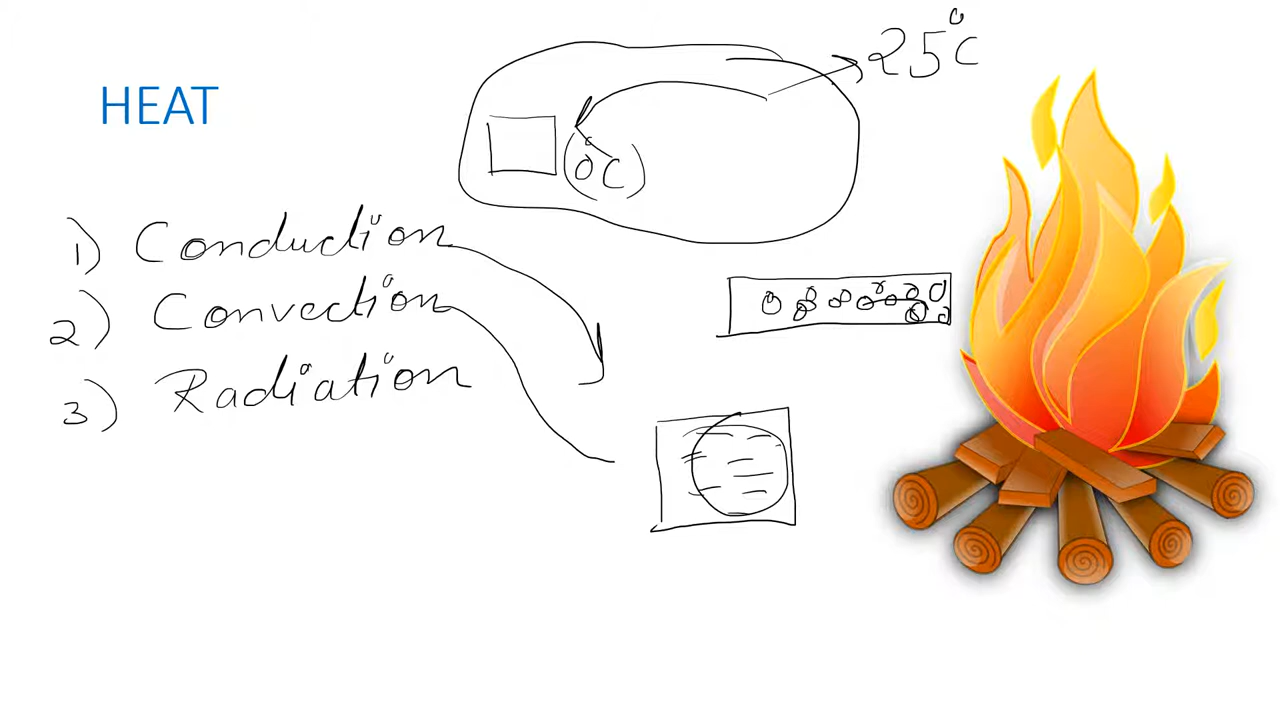 HEAT
25°C
(0°C)
1) Conduction
2) Convection
3) Radiation